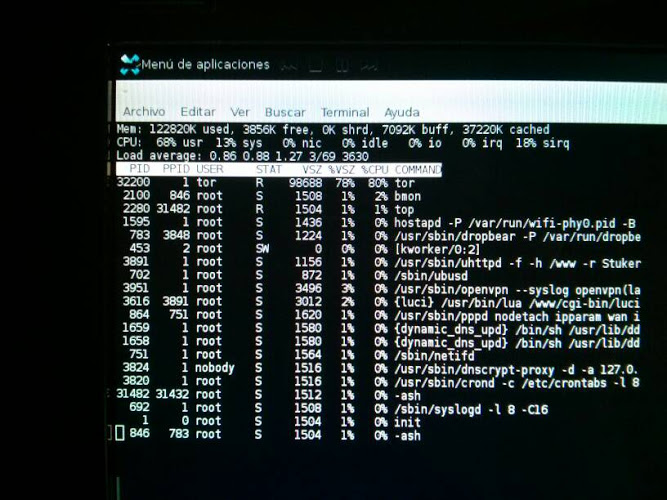 Menú de aplicaciones
Archivo Editar Ver Buscar Terminal Ayuda
Mem: 122820K used, 3856K free, 0K shrd, 7092K buff, 37220K cached
CPU: 68% usr 13% sys 0% nic 0% idle 0% io 0% irq 18% sirq
Load average: 0.86 0.88 1.27 3/69 3630
PID PPID USER STAT VSZ %VSZ %CPU COMMAND
32200 1 tor R 98688 78% 80% tor
2100 846 root S 1508 1% 2% bmon
2280 31482 root R 1504 1% 1% top
1595 1 root S 1436 1% 0% hostapd -P /var/run/wifi-phy0.pid -B
783 3848 root S 1224 1% 0% /usr/sbin/dropbear -P /var/run/dropbe
453 2 root SW 0 0% 0% [kworker/0:2]
3891 1 root S 1156 1% 0% /usr/sbin/uhttpd -f -h /www -r Stuker
702 1 root S 872 1% 0% /sbin/ubusd
3951 1 root S 3496 3% 0% /usr/sbin/openvpn --syslog openvpn(la
3616 3891 root S 3012 2% 0% {luci} /usr/bin/lua /www/cgi-bin/luci
864 751 root S 1620 1% 0% /usr/sbin/pppd nodetach ipparam wan i
1659 1 root S 1580 1% 0% {dynamic_dns_upd} /bin/sh /usr/lib/dd
1658 1 root S 1580 1% 0% {dynamic_dns_upd} /bin/sh /usr/lib/dd
751 1 root S 1564 1% 0% /sbin/netifd
3824 1 nobody S 1516 1% 0% /usr/sbin/dnscrypt-proxy -d -a 127.0.
3820 1 root S 1516 1% 0% /usr/sbin/crond -c /etc/crontabs -l 8
31482 31432 root S 1512 1% 0% -ash
692 1 root S 1508 1% 0% /sbin/syslogd -l 8 -C16
1 0 root S 1504 1% 0% init
846 783 root S 1504 1% 0% -ash